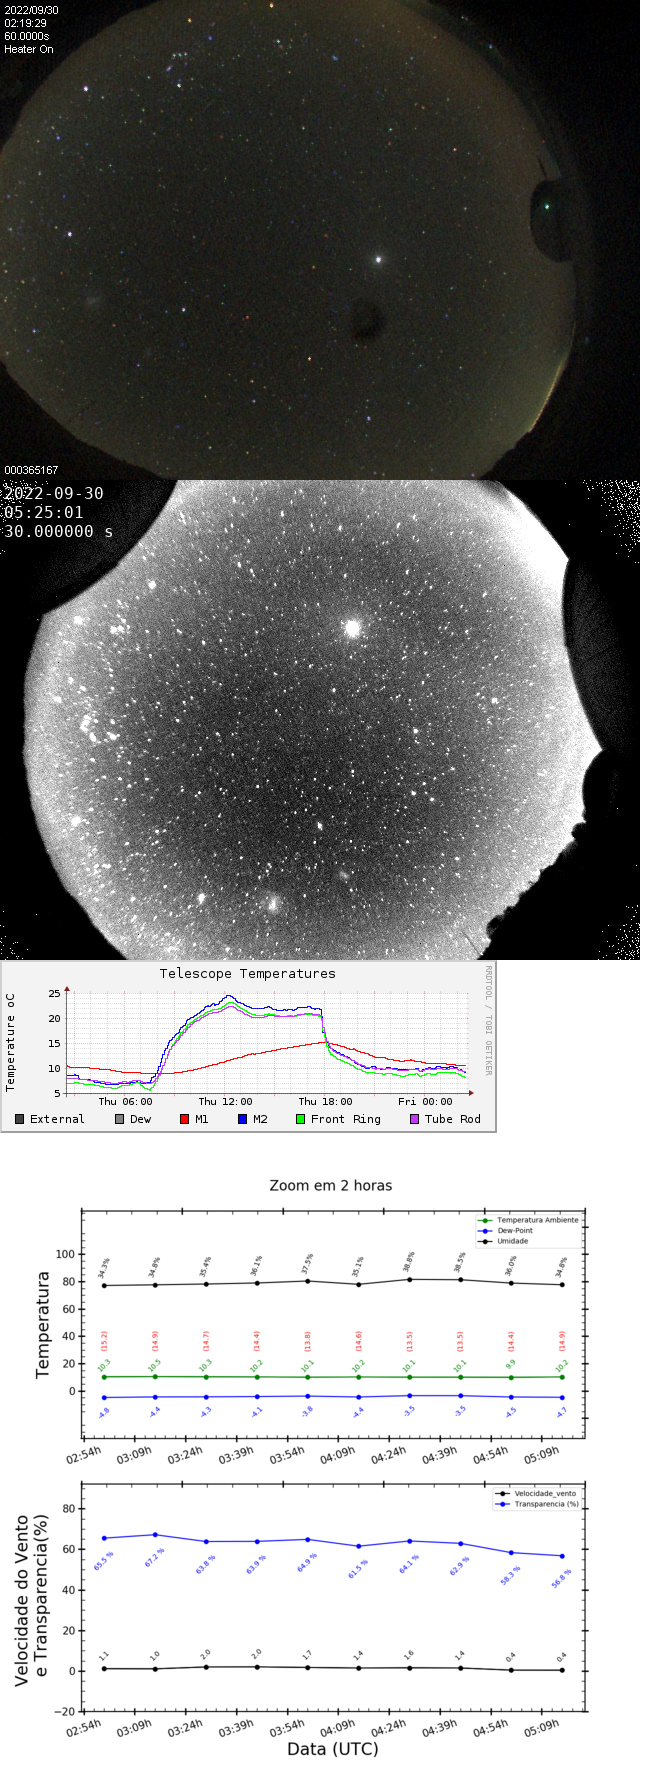 2022/09/30
02:19:29
60.0000s
Heater On
000365167
2022-09-30
05:25:01
30.000000 s
Telescope Temperatures
RRDTOOL / TOBI OETIKER
Temperature oC
25
20
15
10
5
Thu 06:00 Thu 12:00 Thu 18:00 Fri 00:00
External Dew M1 M2 Front Ring Tube Rod
Zoom em 2 horas
Temperatura Ambiente
Dew-Point
Umidade
Temperatura
100
80
60
40
20
0
34.3% 34.8% 35.4% 36.1% 37.5% 35.1% 38.8% 38.5% 36.0% 34.8%
(15.2) (14.9) (14.7) (14.4) (13.8) (14.6) (13.5) (13.5) (14.4) (14.9)
10.3 10.5 10.3 10.2 10.1 10.2 10.1 10.1 9.9 10.2
-4.8 -4.4 -4.3 -4.1 -3.8 -4.4 -3.5 -3.5 -4.5 -4.7
02:54h 03:09h 03:24h 03:39h 03:54h 04:09h 04:24h 04:39h 04:54h 05:09h
Velocidade_vento
Transparencia (%)
Velocidade do Vento
e Transparencia(%)
80
60
40
20
0
−20
65.5 % 67.2 % 63.8 % 63.9 % 64.9 % 61.5 % 64.1 % 62.9 % 58.3 % 56.8 %
1.1 1.0 2.0 2.0 1.7 1.4 1.6 1.4 0.4 0.4
02:54h 03:09h 03:24h 03:39h 03:54h 04:09h 04:24h 04:39h 04:54h 05:09h
Data (UTC)